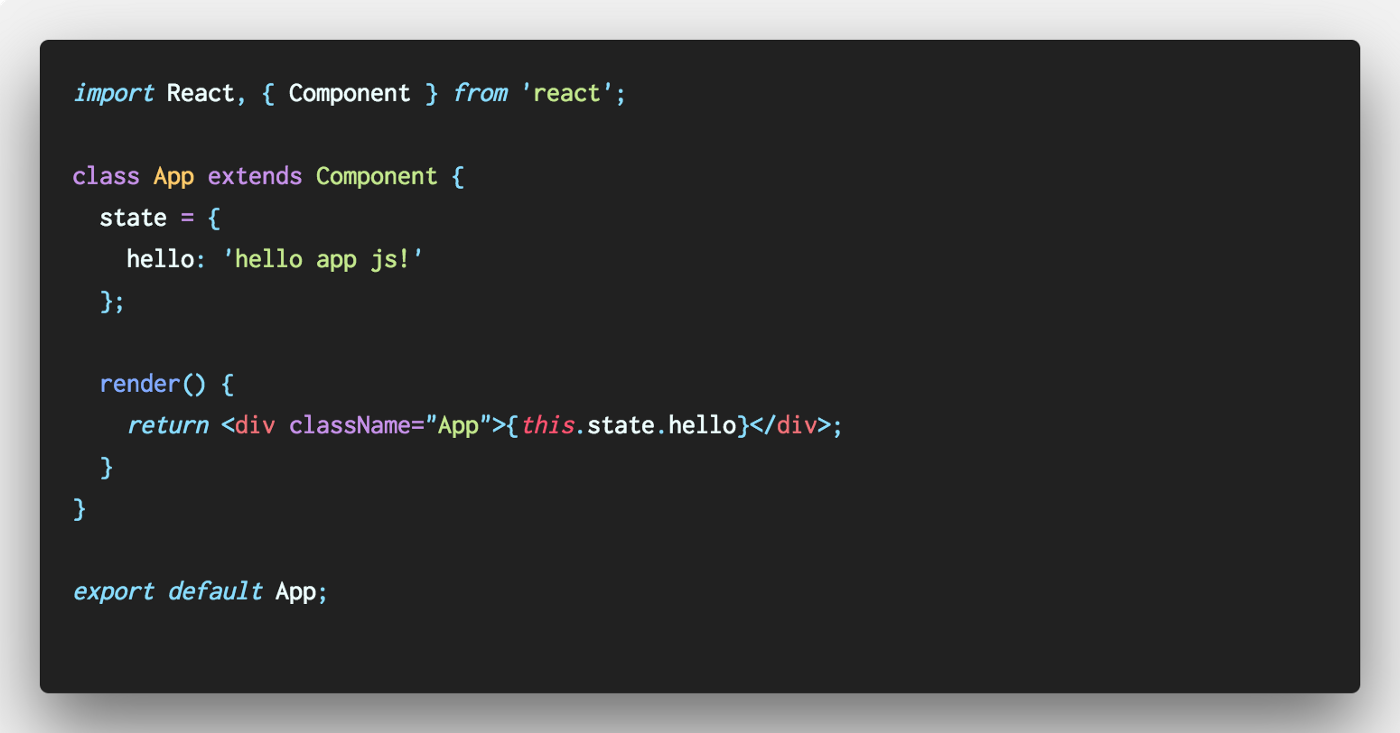 import React, { Component } from 'react';
class App extends Component {
state = {
hello: 'hello app js!'
};
render() {
return <div className="App">{this.state.hello}</div>;
}
}
export default App;